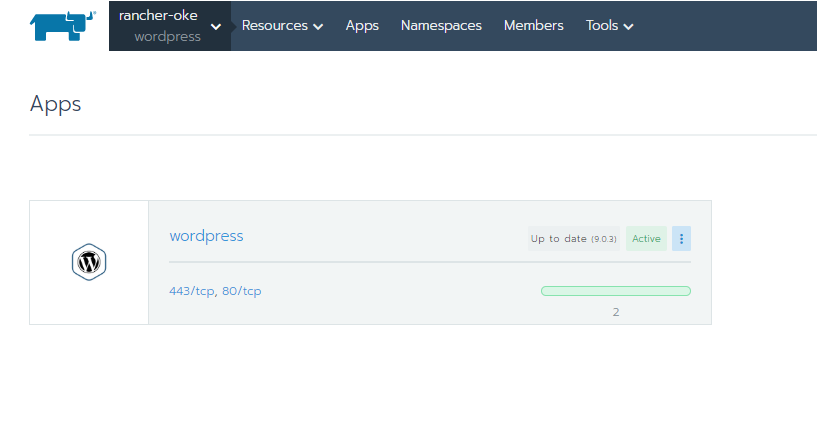 rancher-oke
wordpress
Resources Apps Namespaces Members Tools
Apps
wordpress
Up to date (9.0.3) Active
443/tcp, 80/tcp
2